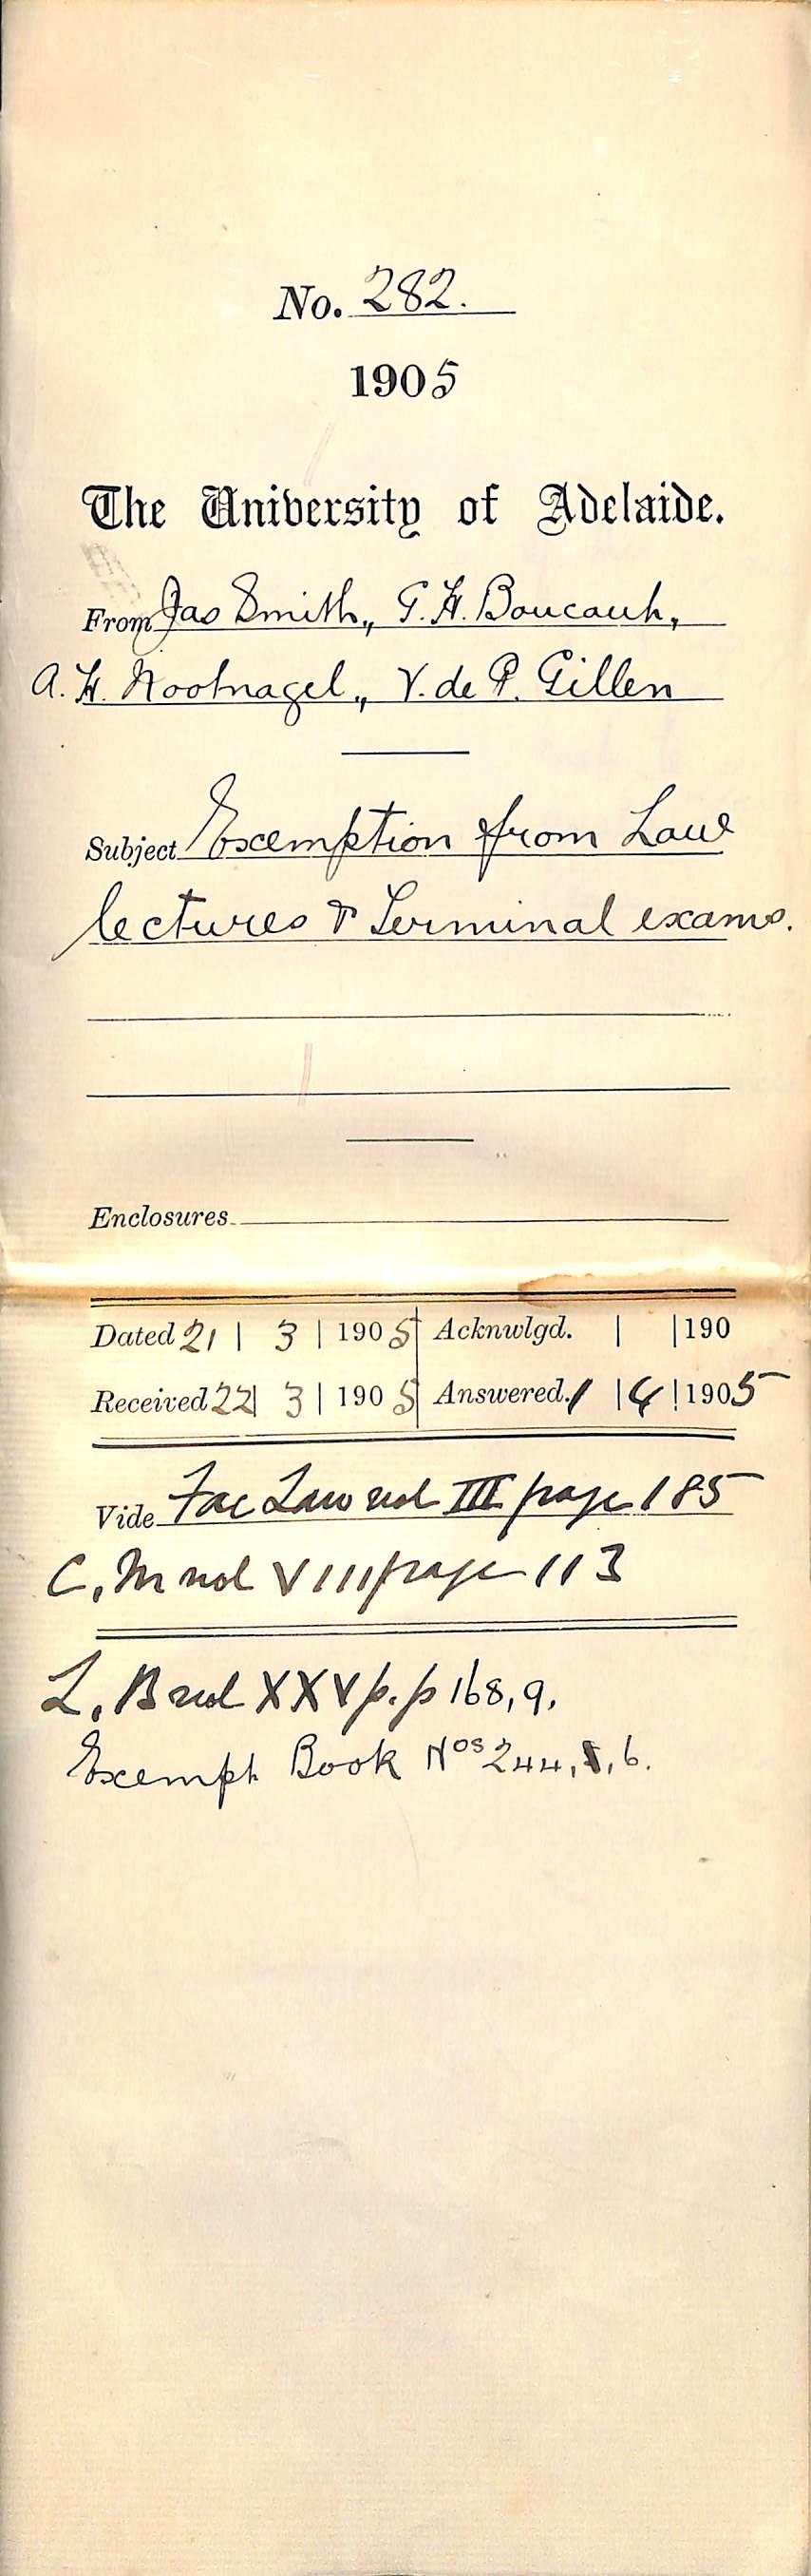 No. 282.
1905
The University of Adelaide.
From Jas Smith, G. H. Boucaut,
A. H. Nootnagel, V. de P. Gillen
Subject Exemption from Law
lectures & Terminal exams.
Enclosures
Dated 21 | 3 | 1905 Acknwlgd. | | 190
Received 22 | 3 | 1905 Answered. 1 | 4 | 1905
Vide Fac Law vol III page 185
C. M vol VIII page 113
L. B vol XXV p. p 168, 9.
Exempt Book Nos 244, 5, 6.